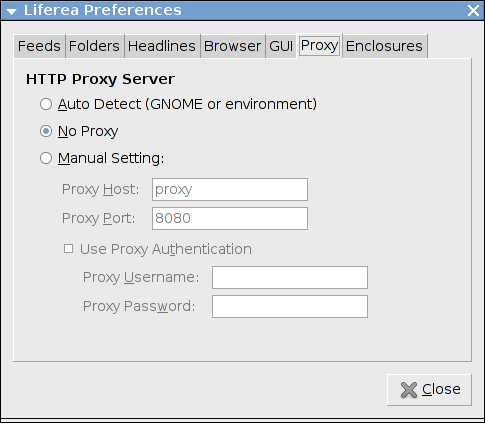 Liferea Preferences
Feeds Folders Headlines Browser GUI Proxy Enclosures
HTTP Proxy Server
Auto Detect (GNOME or environment)
No Proxy
Manual Setting:
Proxy Host: proxy
Proxy Port: 8080
Use Proxy Authentication
Proxy Username:
Proxy Password:
Close